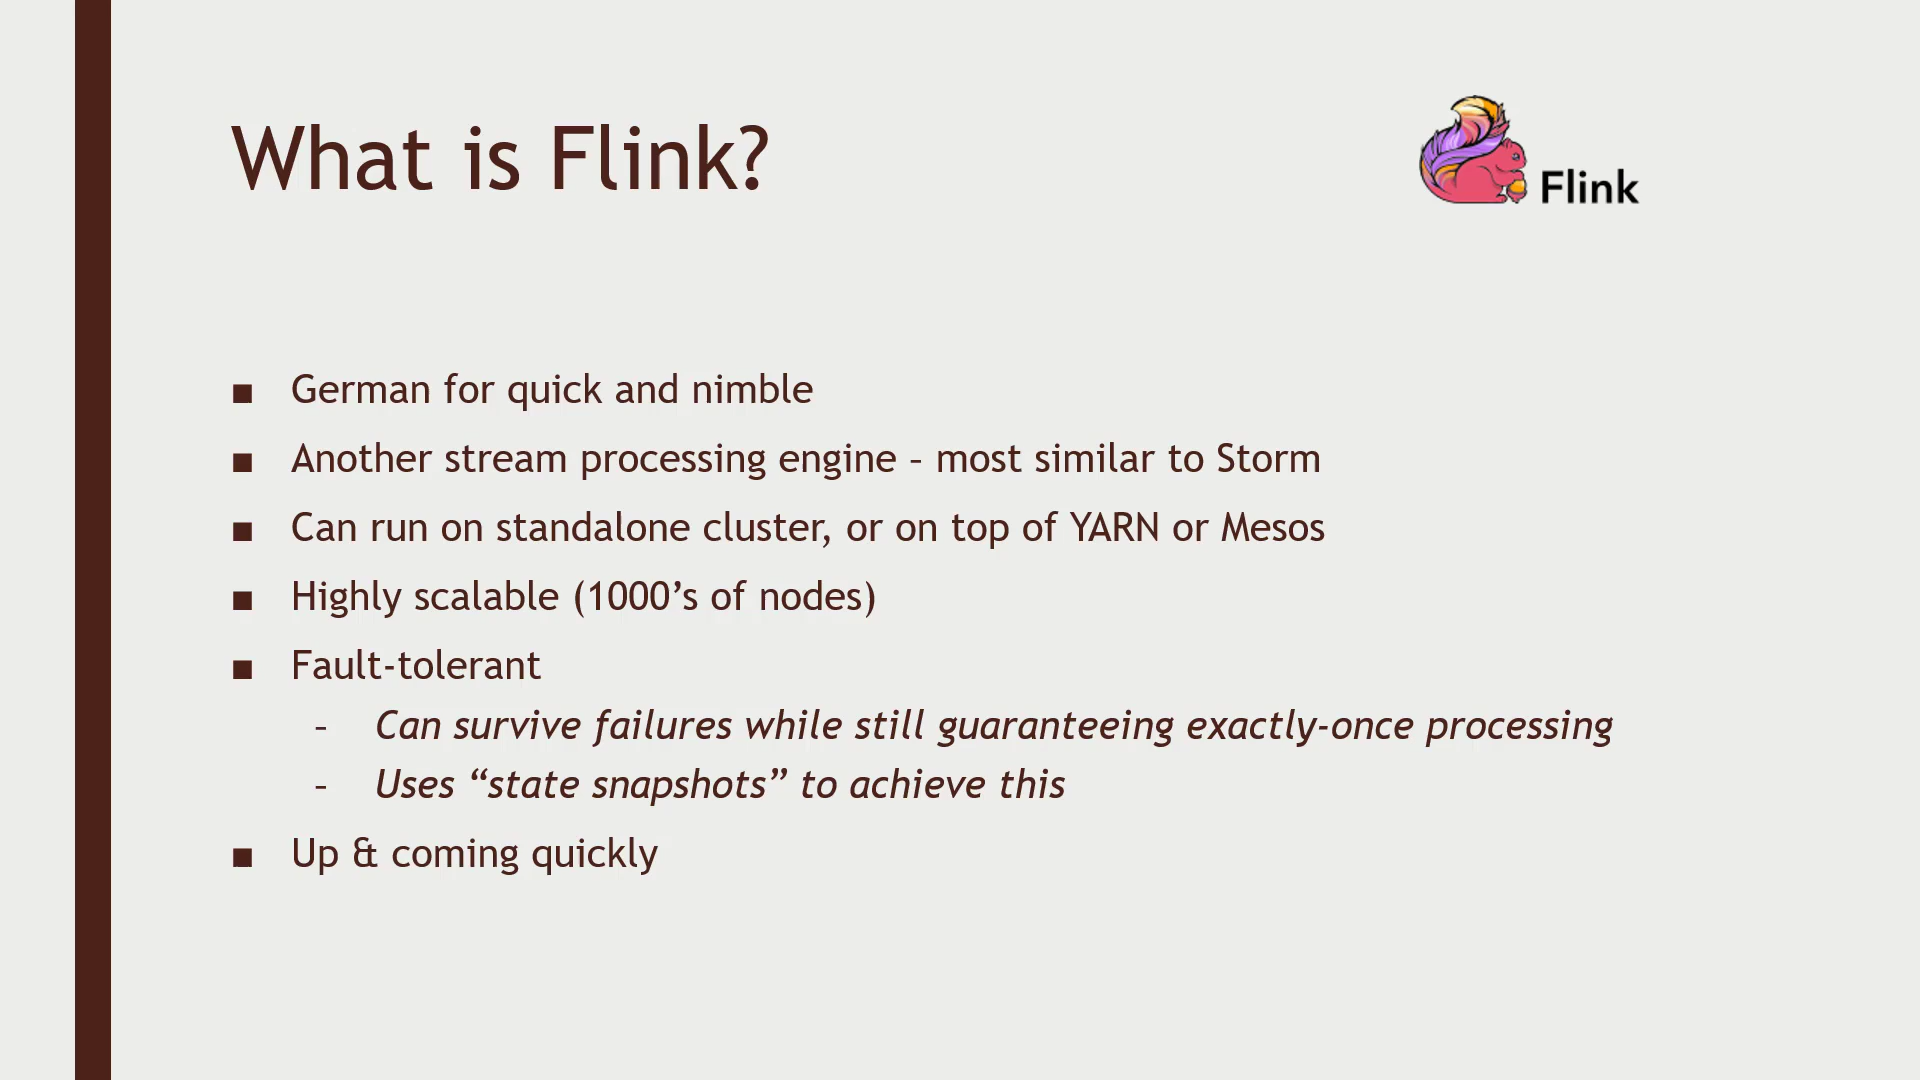 What is Flink?
Flink
■ German for quick and nimble
■ Another stream processing engine – most similar to Storm
■ Can run on standalone cluster, or on top of YARN or Mesos
■ Highly scalable (1000’s of nodes)
■ Fault-tolerant
– Can survive failures while still guaranteeing exactly-once processing
– Uses “state snapshots” to achieve this
■ Up & coming quickly